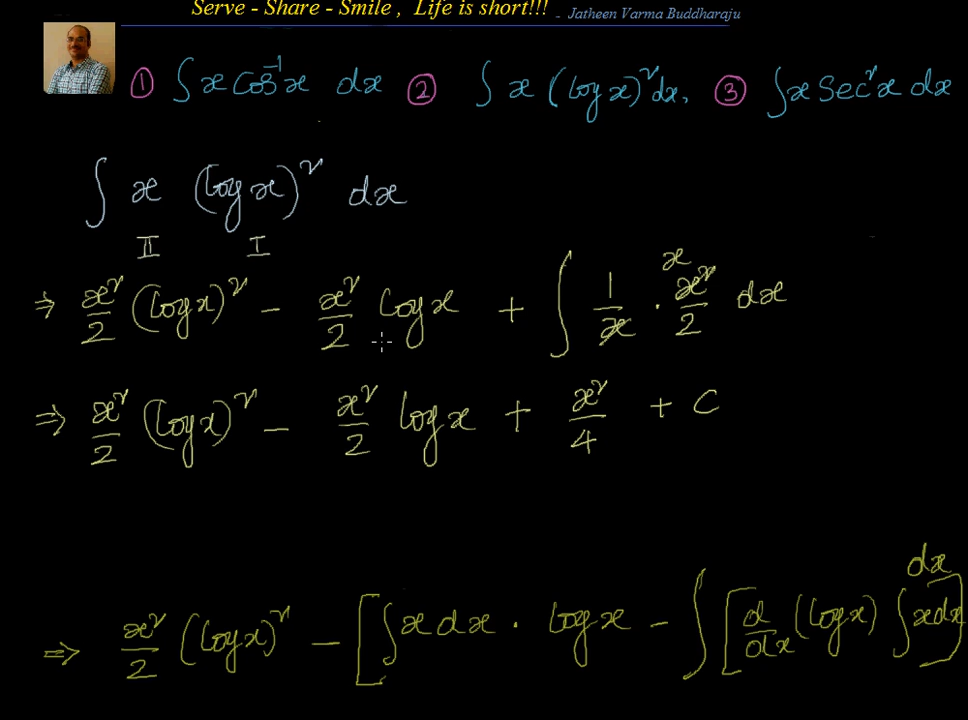 Serve - Share - Smile , Life is short!!! - Jatheen Varma Buddharaju
① ∫ x Cos⁻¹x dx ② ∫ x (log x)² dx, ③ ∫ x Sec²x dx
∫ x (log x)² dx
II I
⇒ x²/2 (log x)² − x²/2 log x + ∫ 1/x · x²/2 dx
x
⇒ x²/2 (log x)² − x²/2 log x + x²/4 + C
⇒ x²/2 (log x)² − [∫ x dx · log x − ∫ [d/dx (log x) ∫ x dx] dx